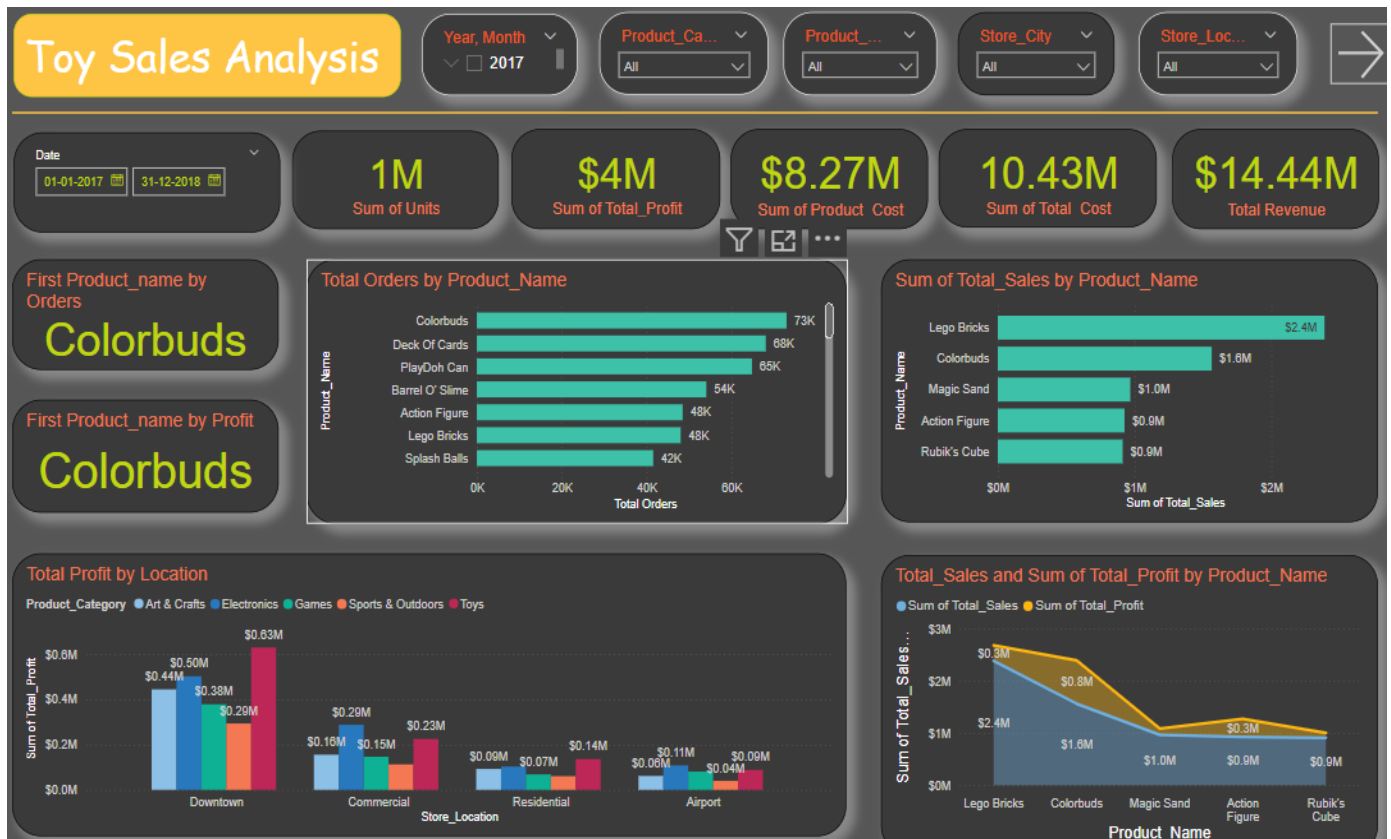 Toy Sales Analysis
Year, Month
2017
Product_Ca...
All
Product_...
All
Store_City
All
Store_Loc...
All
Date
01-01-2017
31-12-2018
1M
Sum of Units
$4M
Sum of Total_Profit
$8.27M
Sum of Product_Cost
10.43M
Sum of Total_Cost
$14.44M
Total Revenue
First Product_name by
Orders
Colorbuds
First Product_name by Profit
Colorbuds
Total Orders by Product_Name
Product_Name
Colorbuds 73K
Deck Of Cards 68K
PlayDoh Can 65K
Barrel O' Slime 54K
Action Figure 48K
Lego Bricks 48K
Splash Balls 42K
0K 20K 40K 60K
Total Orders
Sum of Total_Sales by Product_Name
Product_Name
Lego Bricks $2.4M
Colorbuds $1.6M
Magic Sand $1.0M
Action Figure $0.9M
Rubik's Cube $0.9M
$0M $1M $2M
Sum of Total_Sales
Total Profit by Location
Product_Category Art & Crafts Electronics Games Sports & Outdoors Toys
Sum of Total_Profit
$0.6M
$0.4M
$0.2M
$0.0M
$0.44M $0.50M $0.38M $0.29M $0.63M
$0.16M $0.29M $0.15M $0.23M
$0.09M $0.07M $0.14M
$0.06M $0.11M $0.04M $0.09M
Downtown Commercial Residential Airport
Store_Location
Total_Sales and Sum of Total_Profit by Product_Name
Sum of Total_Sales Sum of Total_Profit
Sum of Total_Sales...
$3M
$2M
$1M
$0M
$0.3M $0.8M $0.3M
$2.4M $1.6M $1.0M $0.9M $0.9M
Lego Bricks Colorbuds Magic Sand Action Rubik's
Figure Cube
Product_Name